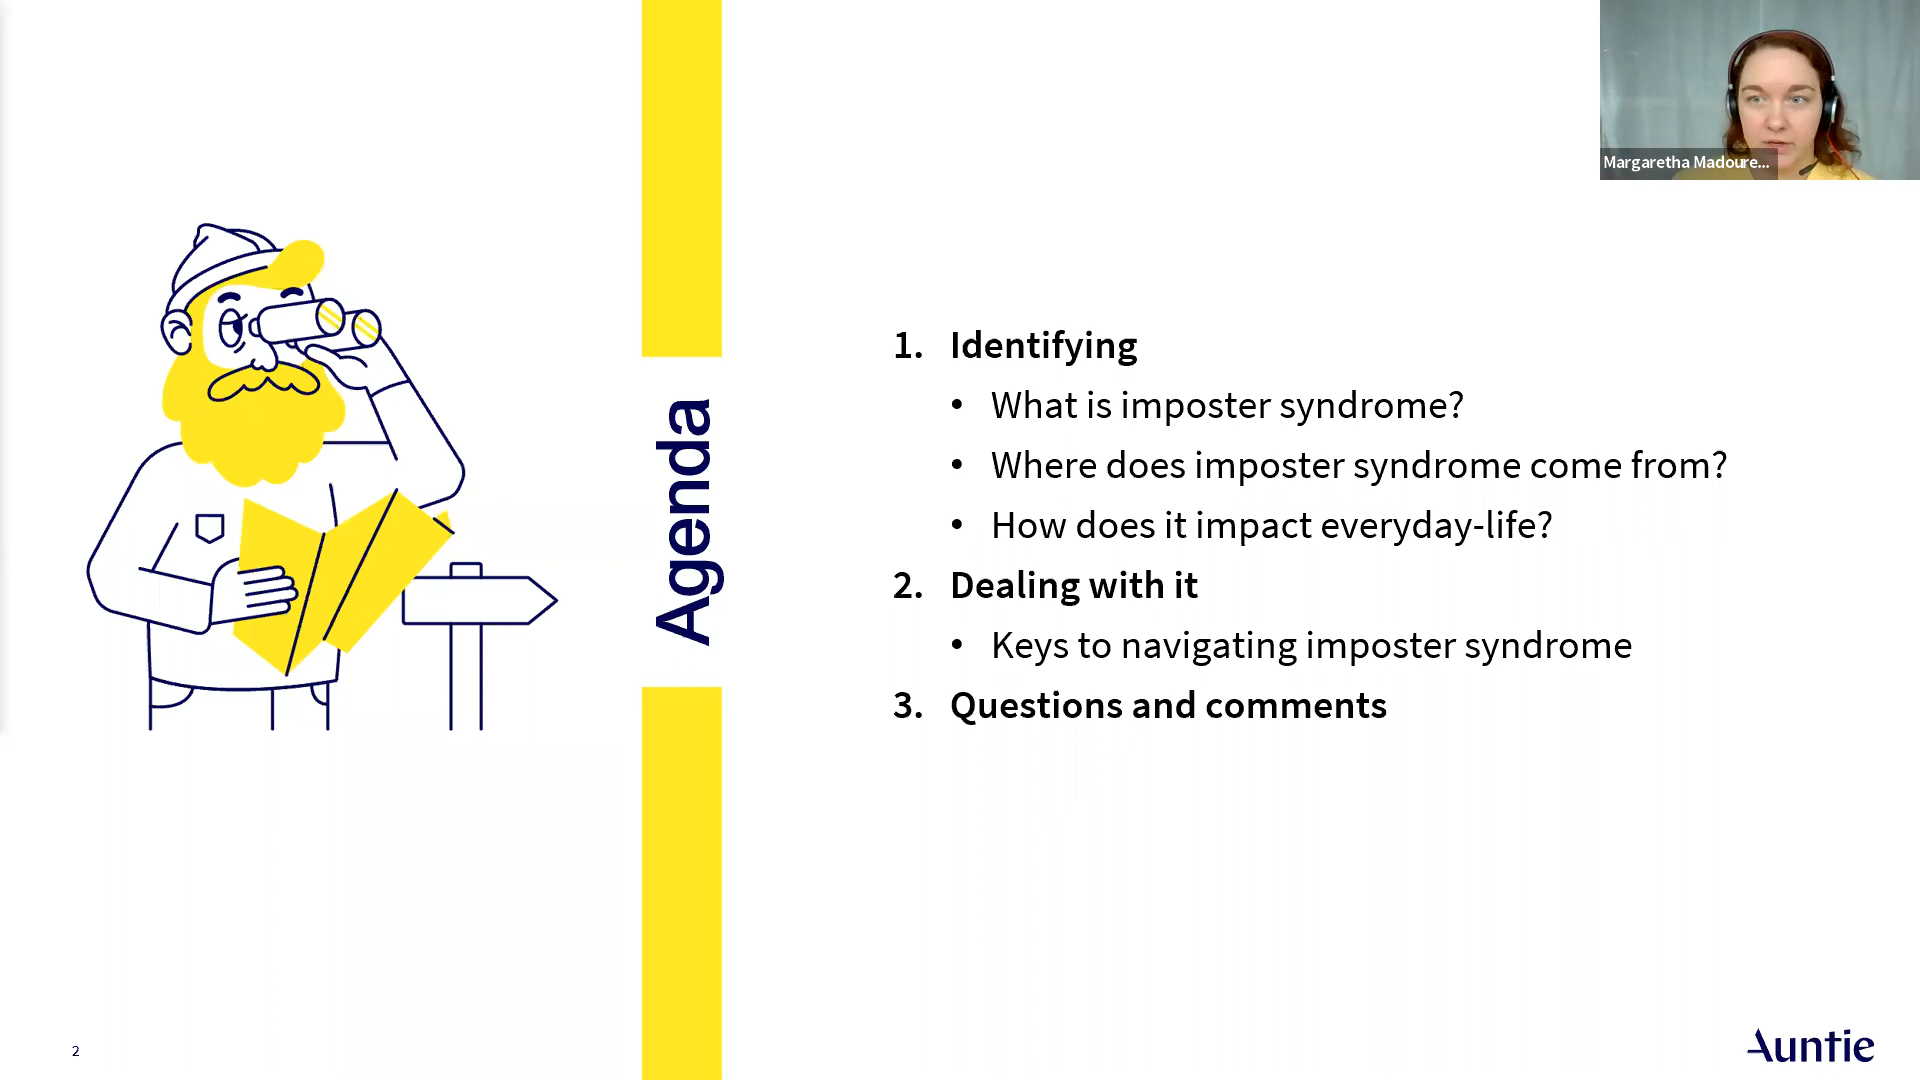 Margaretha Madoure...
Agenda
1. Identifying
• What is imposter syndrome?
• Where does imposter syndrome come from?
• How does it impact everyday-life?
2. Dealing with it
• Keys to navigating imposter syndrome
3. Questions and comments
2
Auntie